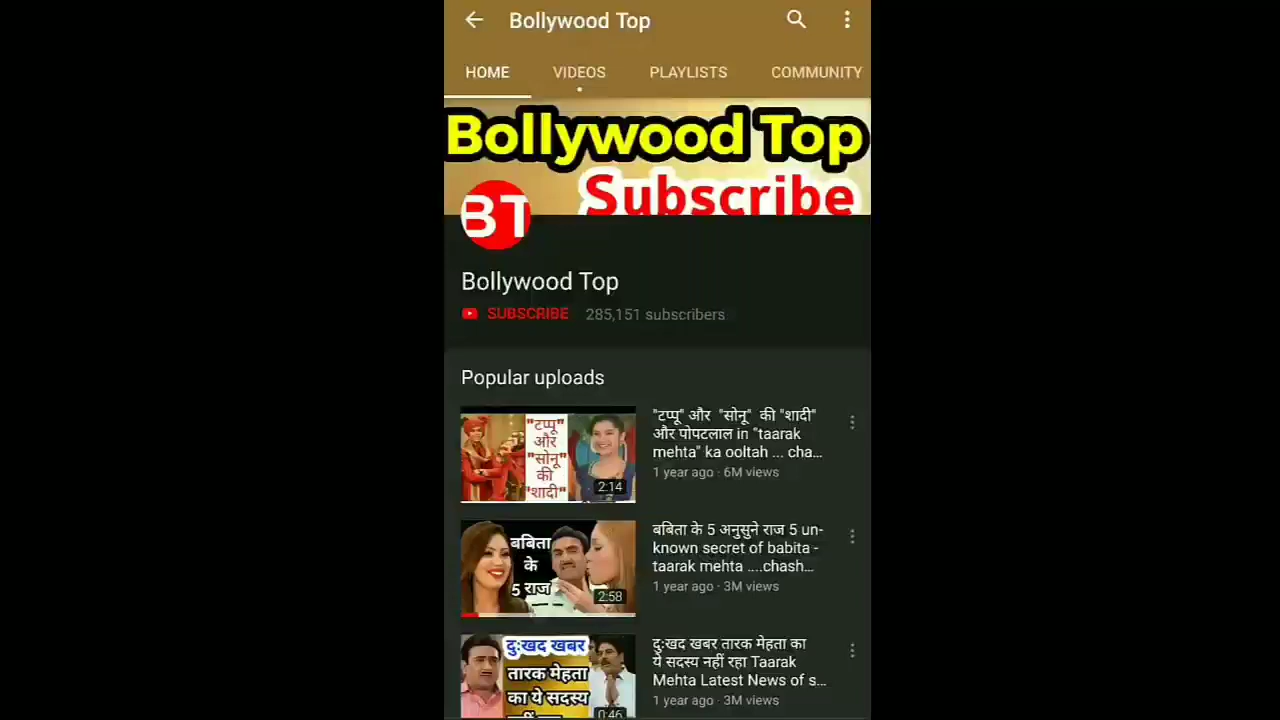 Bollywood Top
HOME VIDEOS PLAYLISTS COMMUNITY
Bollywood Top
Subscribe
BT
Bollywood Top
SUBSCRIBE 285,151 subscribers
Popular uploads
"टप्पू"
और
"सोनू"
की
"शादी"
2:14
"टप्पू" और "सोनू" की "शादी"
और पोपटलाल in "taarak
mehta" ka ooltah ... cha...
1 year ago · 6M views
बबिता
के
5 राज
2:58
बबिता के 5 अनुसुने राज 5 un-
known secret of babita -
taarak mehta ....chash...
1 year ago · 3M views
दुःखद खबर
तारक मेहता
का ये सदस्य
0:46
दुःखद खबर तारक मेहता का
ये सदस्य नहीं रहा Taarak
Mehta Latest News of s...
1 year ago · 3M views